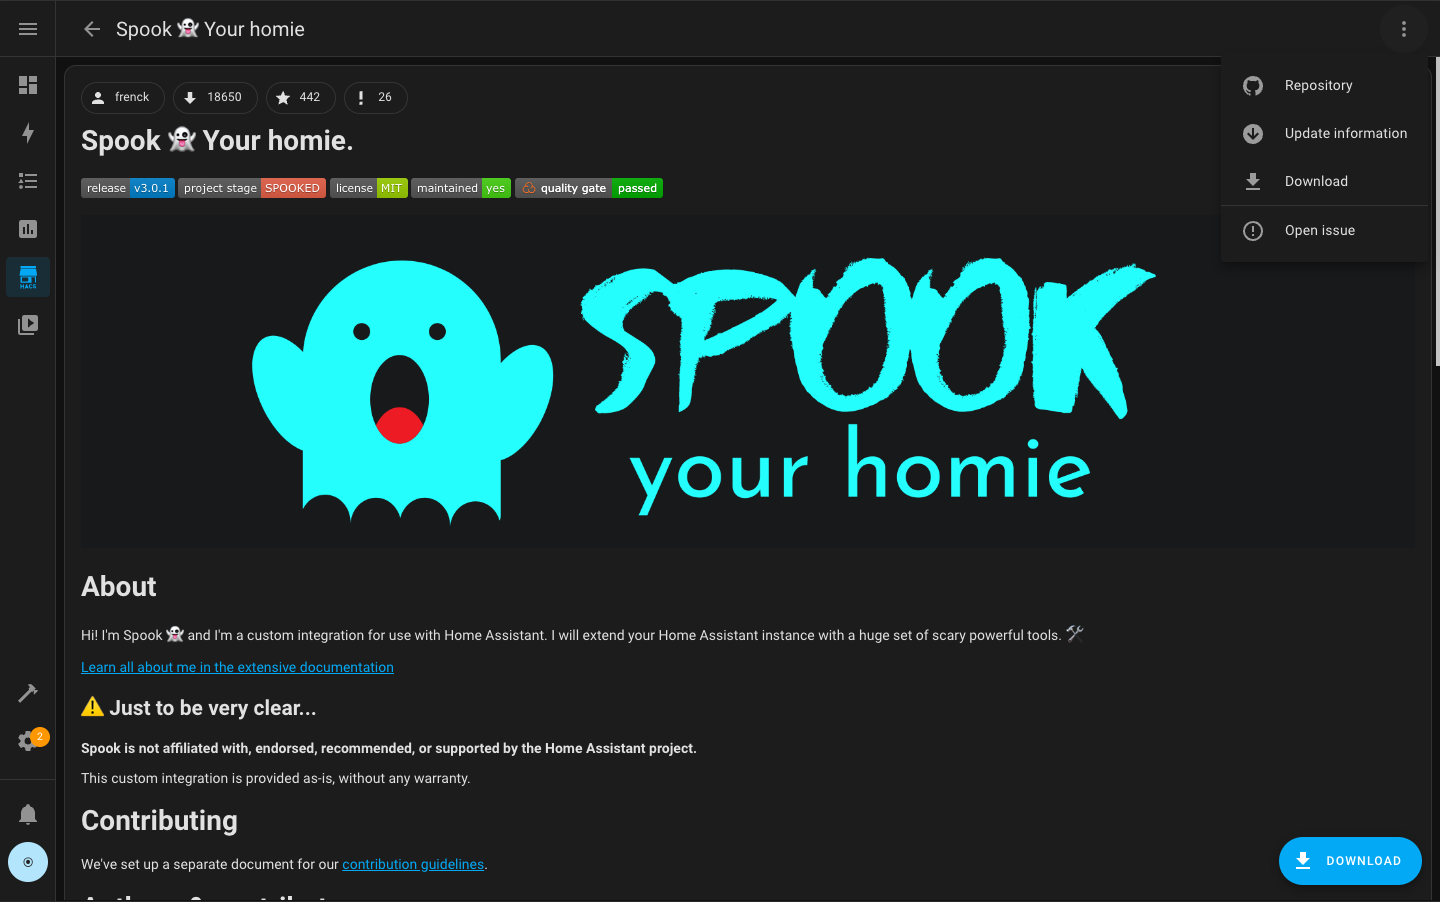 Spook 👻 Your homie
frenck
18650
442
26
Spook 👻 Your homie.
release v3.0.1
project stage SPOOKED
license MIT
maintained yes
quality gate passed
Repository
Update information
Download
Open issue
HACS
SPOOK
your homie
About
Hi! I'm Spook 👻 and I'm a custom integration for use with Home Assistant. I will extend your Home Assistant instance with a huge set of scary powerful tools. 🛠️
Learn all about me in the extensive documentation
⚠️ Just to be very clear...
Spook is not affiliated with, endorsed, recommended, or supported by the Home Assistant project.
This custom integration is provided as-is, without any warranty.
2
Contributing
We've set up a separate document for our contribution guidelines.
DOWNLOAD